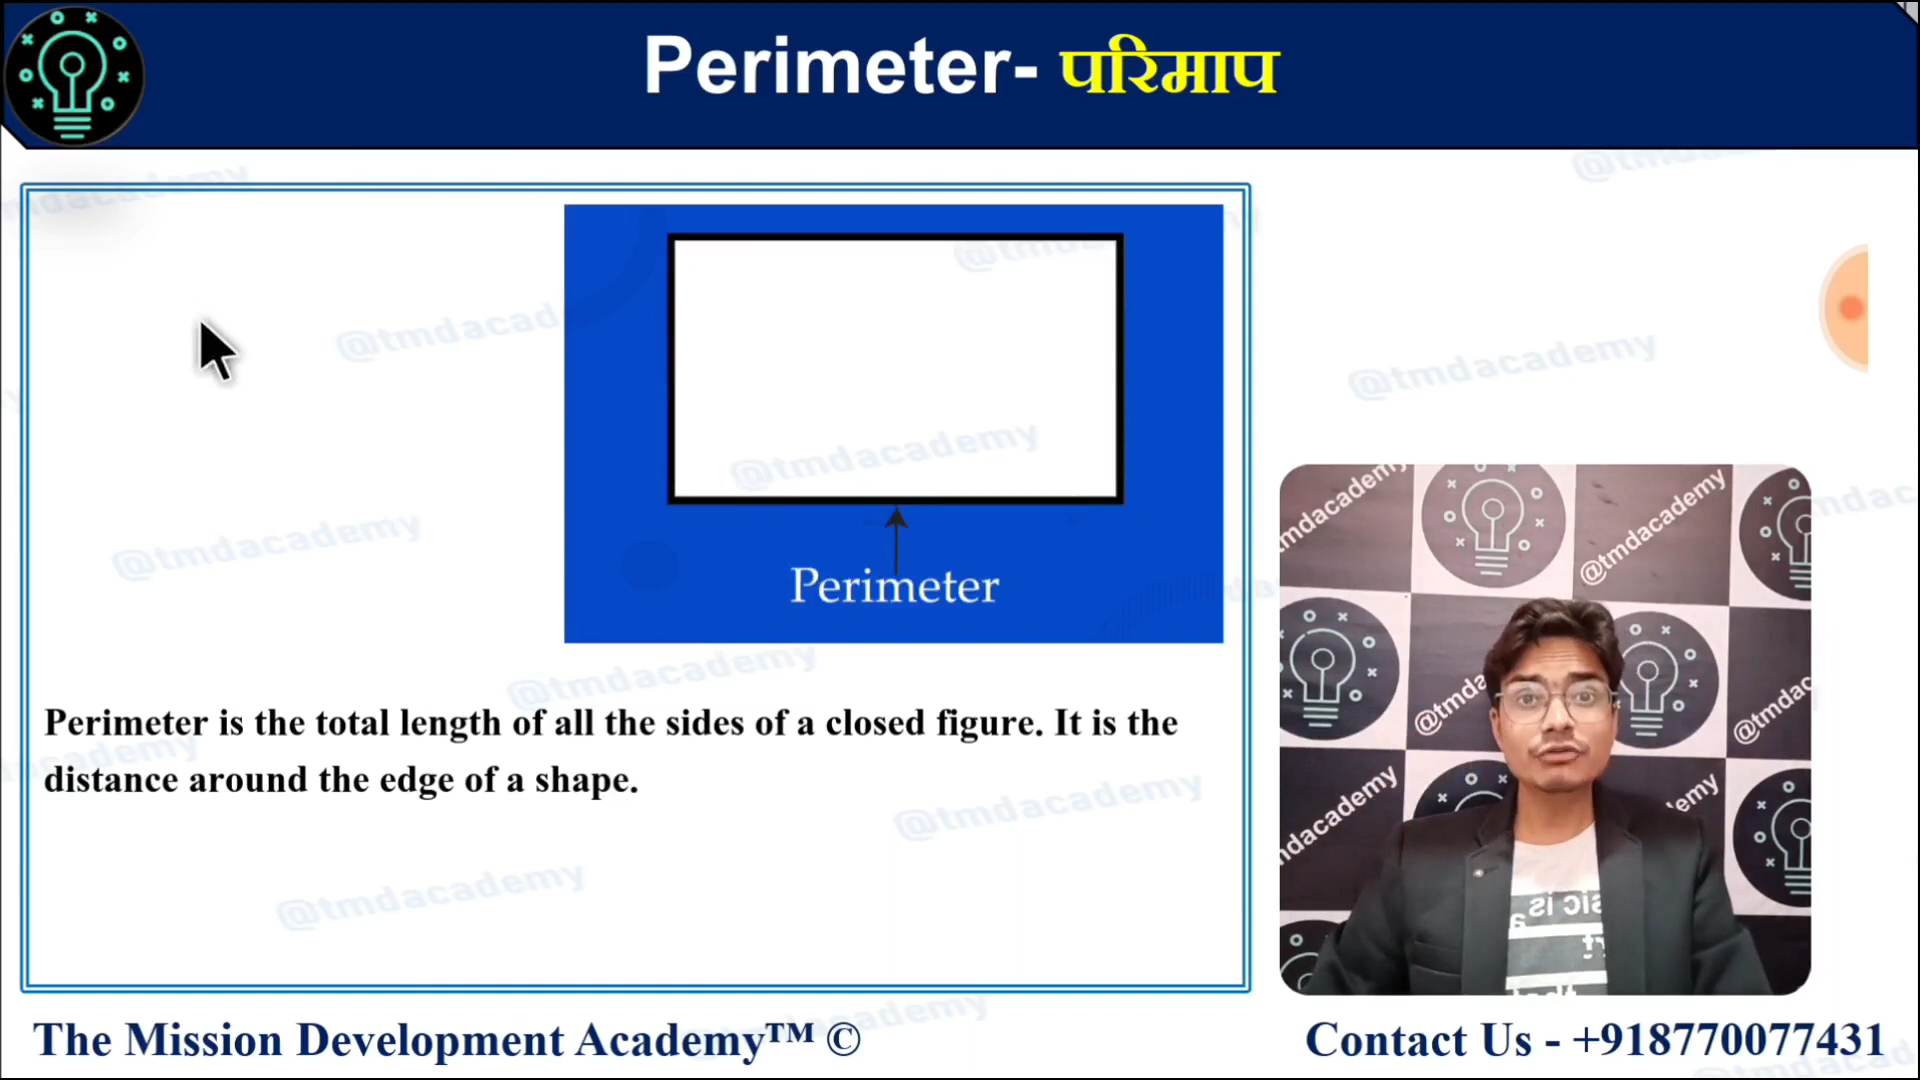 Perimeter- परिमाप
@tmdacademy
Perimeter
Perimeter is the total length of all the sides of a closed figure. It is the
distance around the edge of a shape.
The Mission Development Academy™ ©
Contact Us - +918770077431